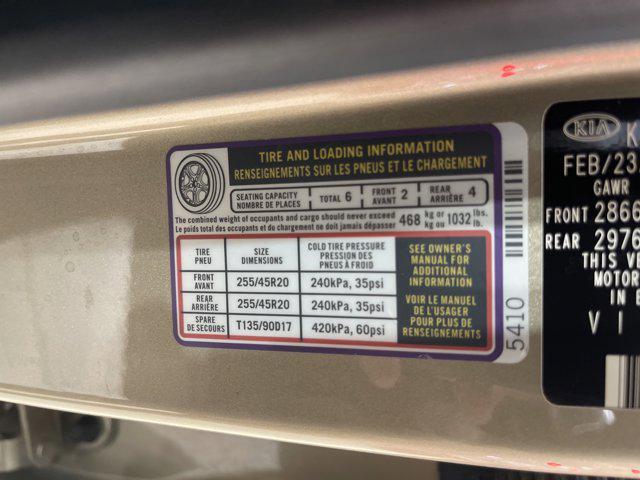 TIRE AND LOADING INFORMATION
RENSEIGNEMENTS SUR LES PNEUS ET LE CHARGEMENT
SEATING CAPACITY
NOMBRE DE PLACES
TOTAL 6
FRONT
AVANT
2
REAR
ARRIÈRE
4
The combined weight of occupants and cargo should never exceed
Le poids total des occupants et du chargement ne doit jamais dépasser
468 kg or 1032 lbs.
kg ou lb.
TIRE
PNEU
SIZE
DIMENSIONS
COLD TIRE PRESSURE
PRESSION DES
PNEUS À FROID
FRONT
AVANT
255/45R20
240kPa, 35psi
REAR
ARRIÈRE
255/45R20
240kPa, 35psi
SPARE
DE SECOURS
T135/90D17
420kPa, 60psi
SEE OWNER'S
MANUAL FOR
ADDITIONAL
INFORMATION
VOIR LE MANUEL
DE L'USAGER
POUR PLUS DE
RENSEIGNEMENTS
5410
KIA
K
FEB/23
GAWR
FRONT 2866
REAR 297
THIS VE
MOTOR
IN
V I